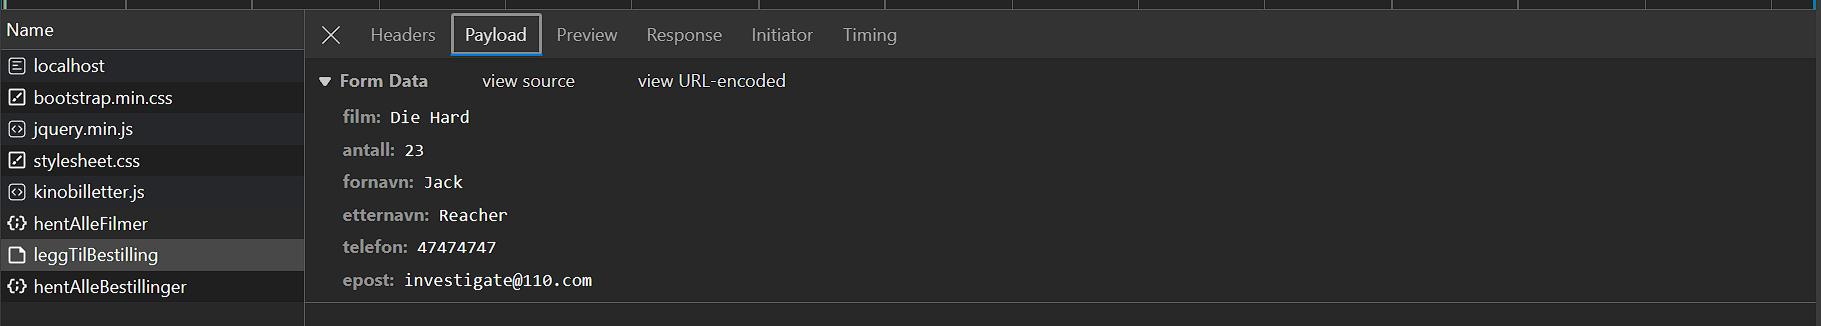 Name
localhost
bootstrap.min.css
jquery.min.js
stylesheet.css
kinobilletter.js
hentAlleFilmer
leggTilBestilling
hentAlleBestillinger
Headers Payload Preview Response Initiator Timing
Form Data view source view URL-encoded
film: Die Hard
antall: 23
fornavn: Jack
etternavn: Reacher
telefon: 47474747
epost: investigate@110.com